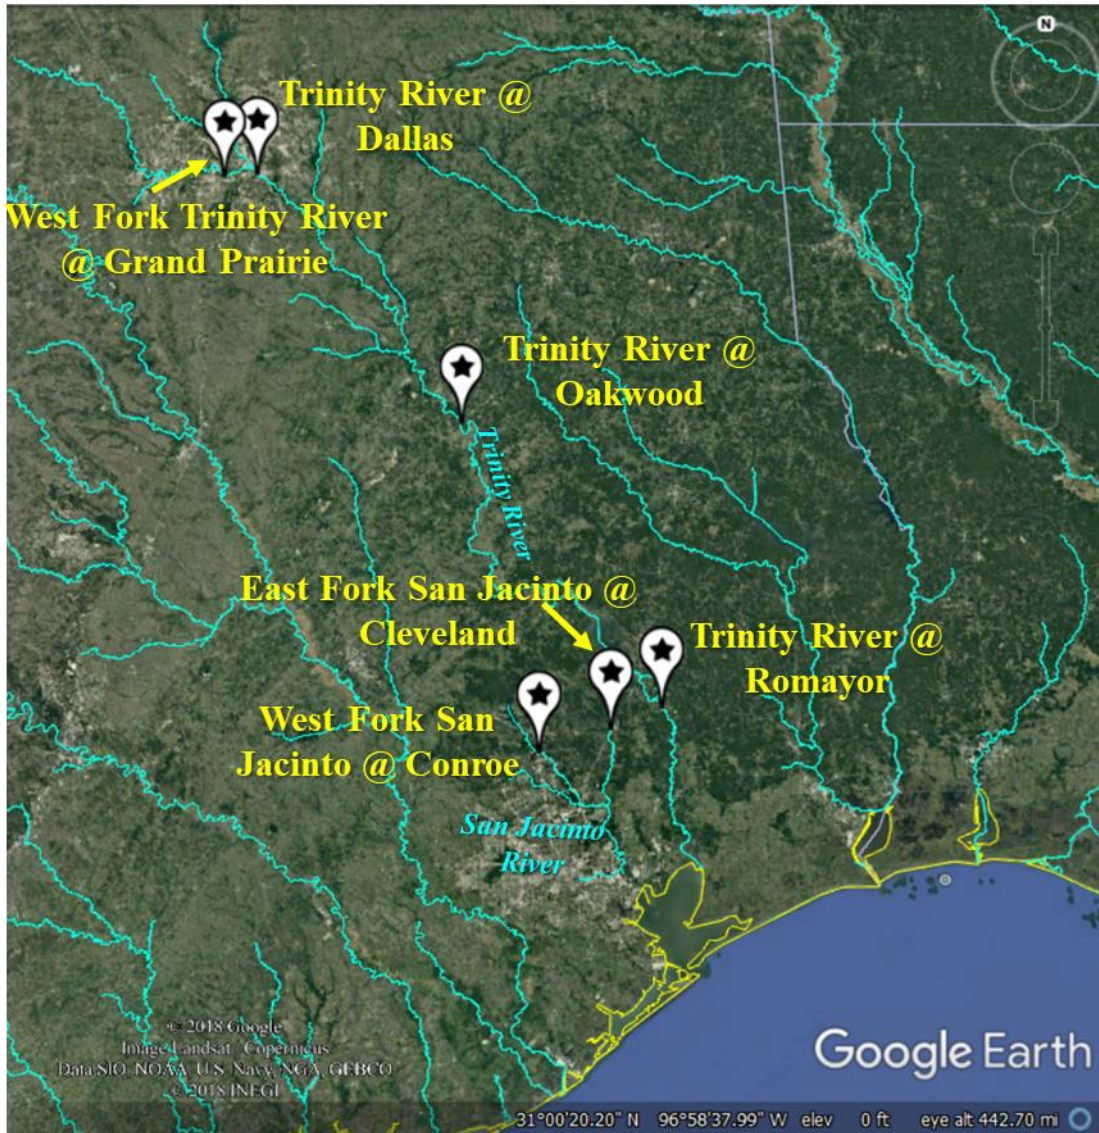 N
Trinity River @
Dallas
West Fork Trinity River
@ Grand Prairie
Trinity River @
Oakwood
Trinity River
East Fork San Jacinto @
Cleveland
Trinity River @
Romayor
West Fork San
Jacinto @ Conroe
San Jacinto
River
© 2018 Google
Image Landsat / Copernicus
Data SIO, NOAA, U.S. Navy, NGA, GEBCO
© 2018 INEGI
Google Earth
31°00'20.20" N 96°58'37.99" W elev 0 ft eye alt 442.70 mi